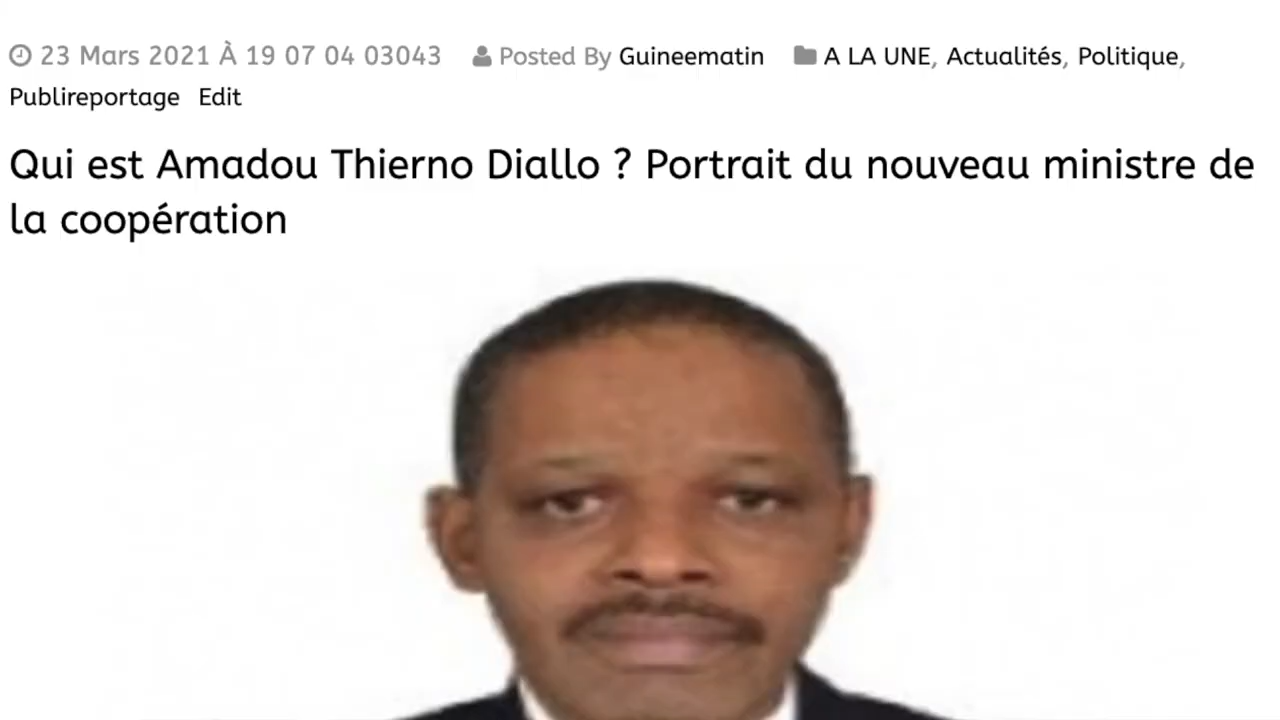 23 Mars 2021 À 19 07 04 03043 Posted By Guineematin A LA UNE, Actualités, Politique,
Publireportage Edit
Qui est Amadou Thierno Diallo ? Portrait du nouveau ministre de
la coopération